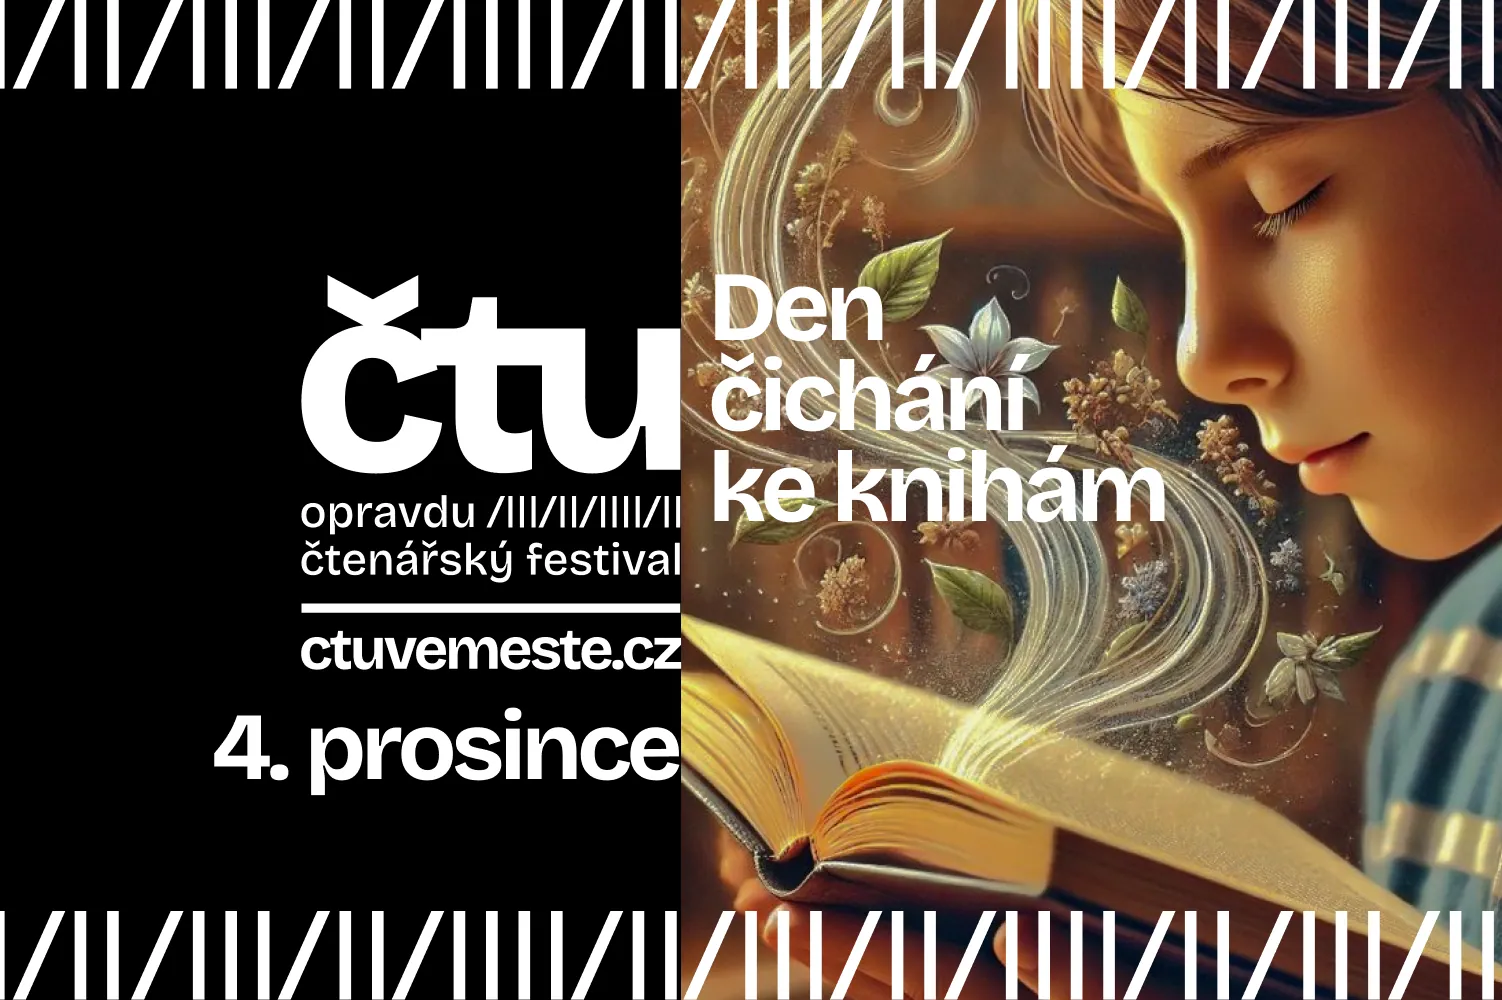 čtu
opravdu /III/II/IIII/II
čtenářský festival
ctuvemeste.cz
4. prosince
Den
čichání
ke knihám